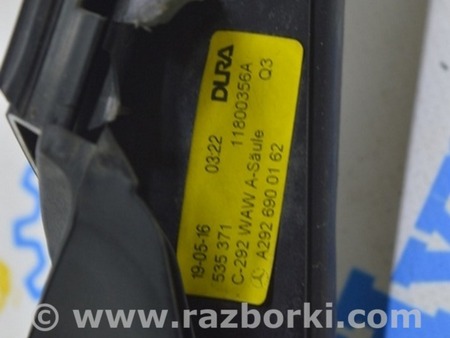 19-05-16 03:22 DURA
535 371 11800356A
C-292 WAW A-Säule Q3
A292 690 01 62
© www.razborki.com